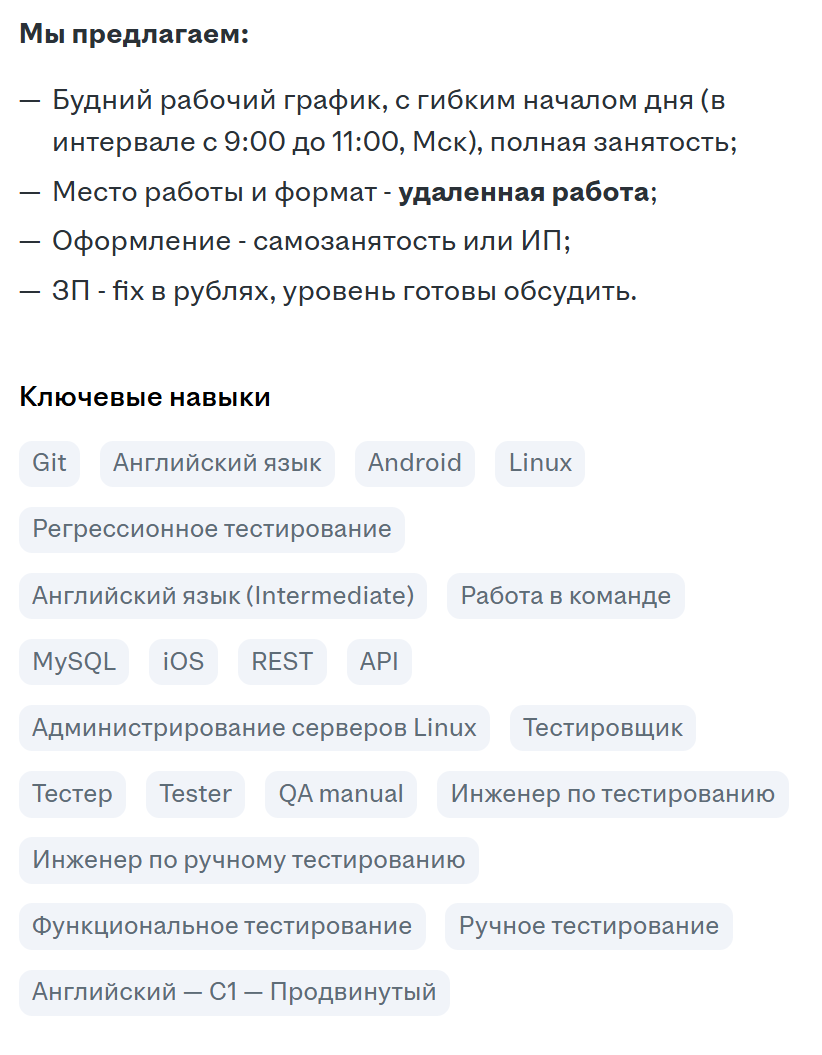 Мы предлагаем:
— Будний рабочий график, с гибким началом дня (в
интервале с 9:00 до 11:00, Мск), полная занятость;
— Место работы и формат - удаленная работа;
— Оформление - самозанятость или ИП;
— ЗП - fix в рублях, уровень готовы обсудить.
Ключевые навыки
Git Английский язык Android Linux
Регрессионное тестирование
Английский язык (Intermediate) Работа в команде
MySQL iOS REST API
Администрирование серверов Linux Тестировщик
Тестер Tester QA manual Инженер по тестированию
Инженер по ручному тестированию
Функциональное тестирование Ручное тестирование
Английский — C1 — Продвинутый